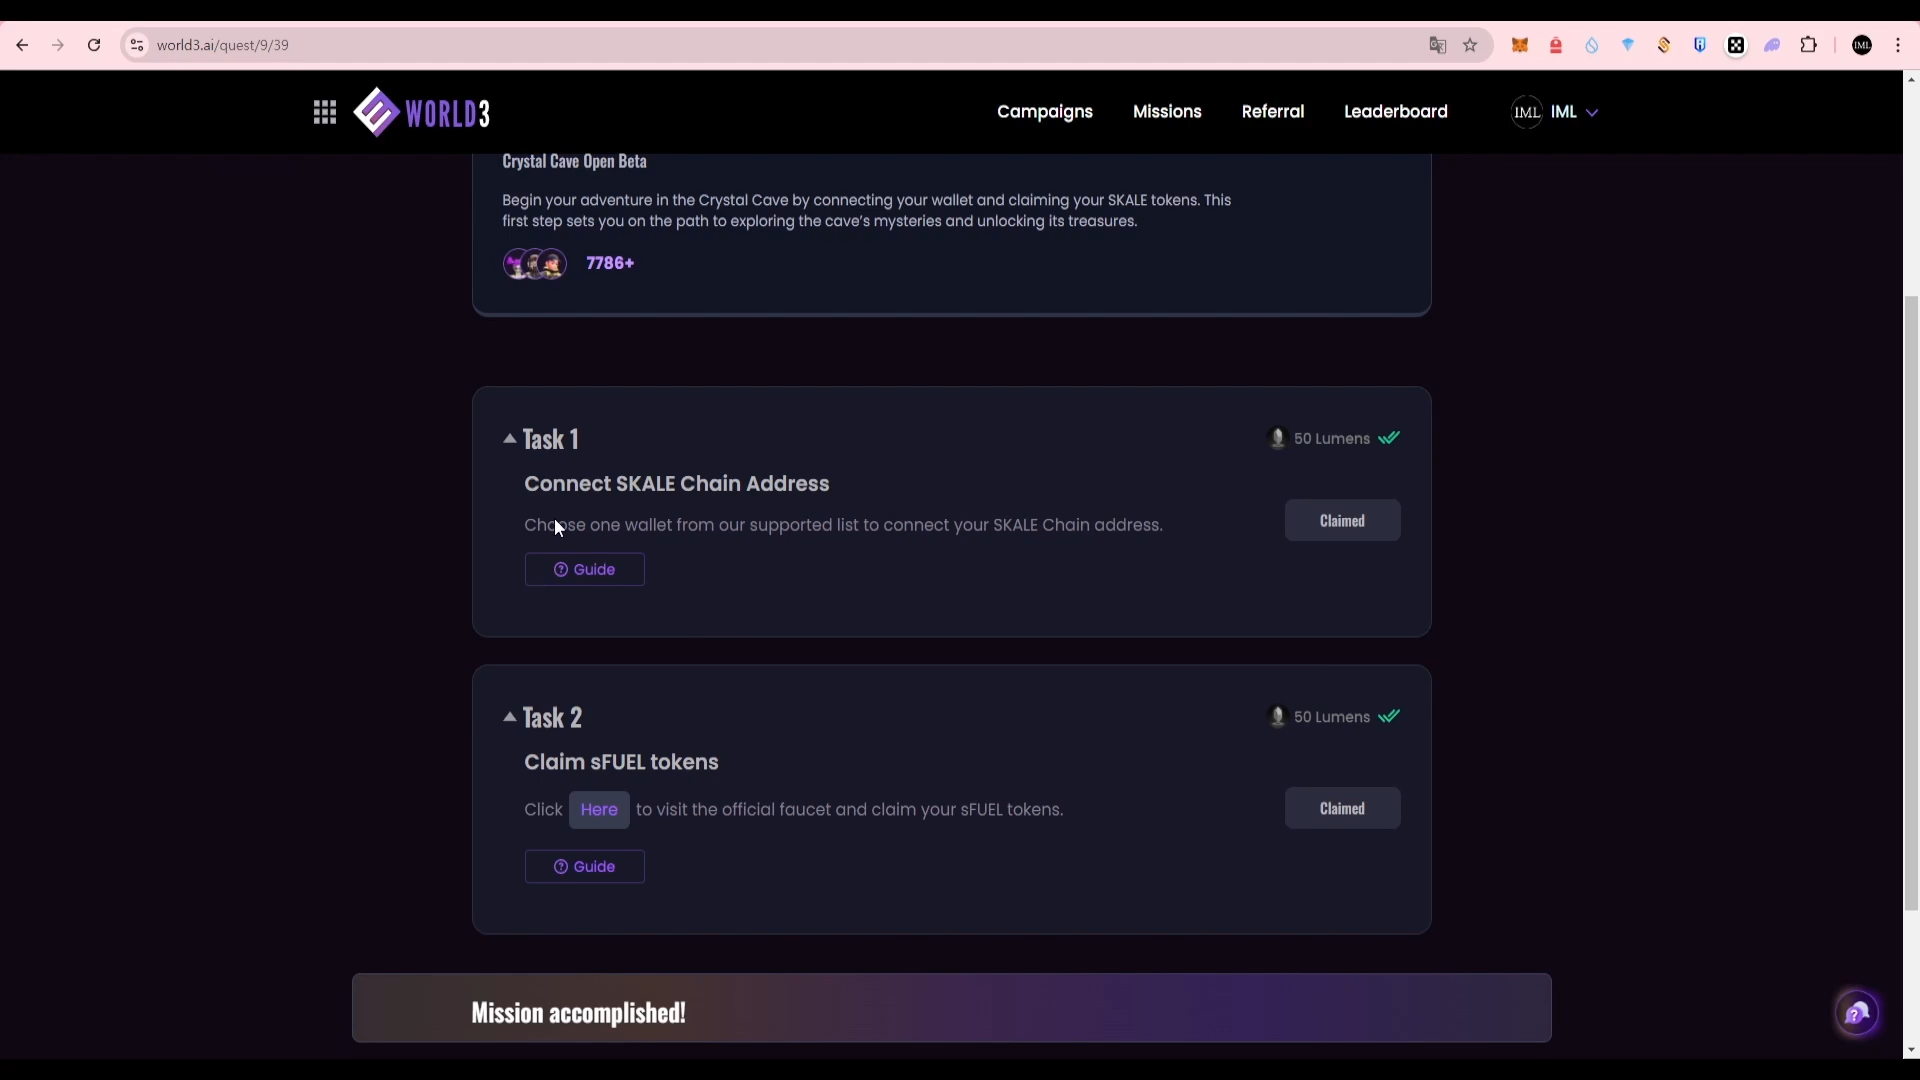 world3.ai/quest/9/39
IML
WORLD3
Campaigns
Missions
Referral
Leaderboard
IML
IML
Crystal Cave Open Beta
Begin your adventure in the Crystal Cave by connecting your wallet and claiming your SKALE tokens. This
first step sets you on the path to exploring the cave's mysteries and unlocking its treasures.
7786+
Task 1
50 Lumens
Connect SKALE Chain Address
Choose one wallet from our supported list to connect your SKALE Chain address.
Claimed
Guide
Task 2
50 Lumens
Claim sFUEL tokens
Click Here to visit the official faucet and claim your sFUEL tokens.
Claimed
Guide
Mission accomplished!